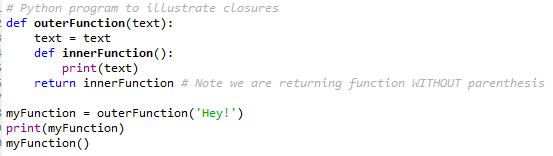 # Python program to illustrate closures
def outerFunction(text):
    text = text
    def innerFunction():
        print(text)
    return innerFunction # Note we are returning function WITHOUT parenthesis
myFunction = outerFunction('Hey!')
print(myFunction)
myFunction()